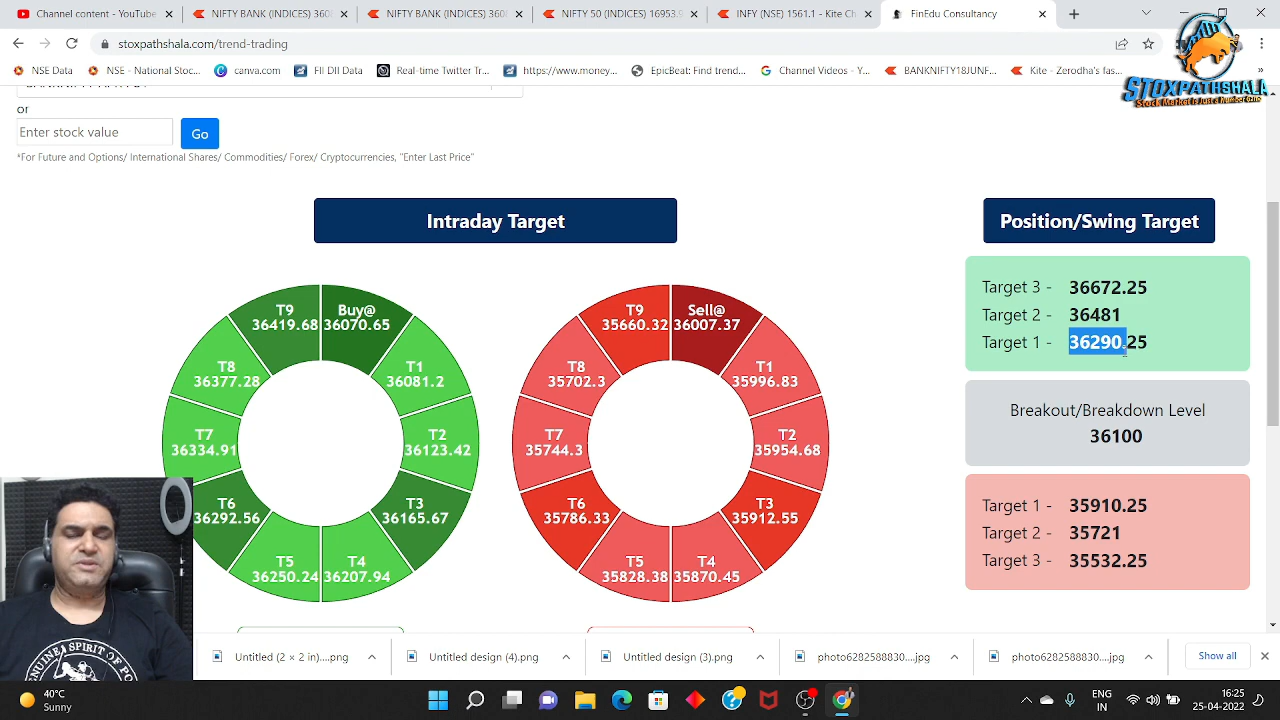 Channel content - YouTube
NIFTY BANK (INDICES) 360
NIFTY BANK (INDICES) 360
NIFTY 50 (INDICES) 16953.9
INFY (NSE) 1561.1 - Kite Ch
FinEdu Consultancy
stoxpathshala.com/trend-trading
NSE Data
NSE - National Stoc...
canva.com
FII DII Data
Real-time Twitter Tr...
https://www.money...
EpicBeat: Find trend...
Channel Videos - Y...
BANKNIFTY18JUNF...
Kite - Zerodha's fas...
STOXPATHSHALA
Stock Market is Just a Number Game
or
Enter stock value
Go
*For Future and Options/ International Shares/ Commodities/ Forex/ Cryptocurrencies, "Enter Last Price"
Intraday Target
Position/Swing Target
T9
36419.68
Buy@
36070.65
T1
36081.2
T2
36123.42
T3
36165.67
T4
36207.94
T5
36250.24
T6
36292.56
T7
36334.91
T8
36377.28
T9
35660.32
Sell@
36007.37
T1
35996.83
T2
35954.68
T3
35912.55
T4
35870.45
T5
35828.38
T6
35786.33
T7
35744.3
T8
35702.3
Target 3 - 36672.25
Target 2 - 36481
Target 1 - 36290.25
Breakout/Breakdown Level
36100
Target 1 - 35910.25
Target 2 - 35721
Target 3 - 35532.25
Untitled (2 × 2 in)....png
Untitled design (4).png
Untitled design (3).png
photo6282588830....jpg
photo6282588830....jpg
Show all
40°C
Sunny
ENG
IN
16:25
25-04-2022